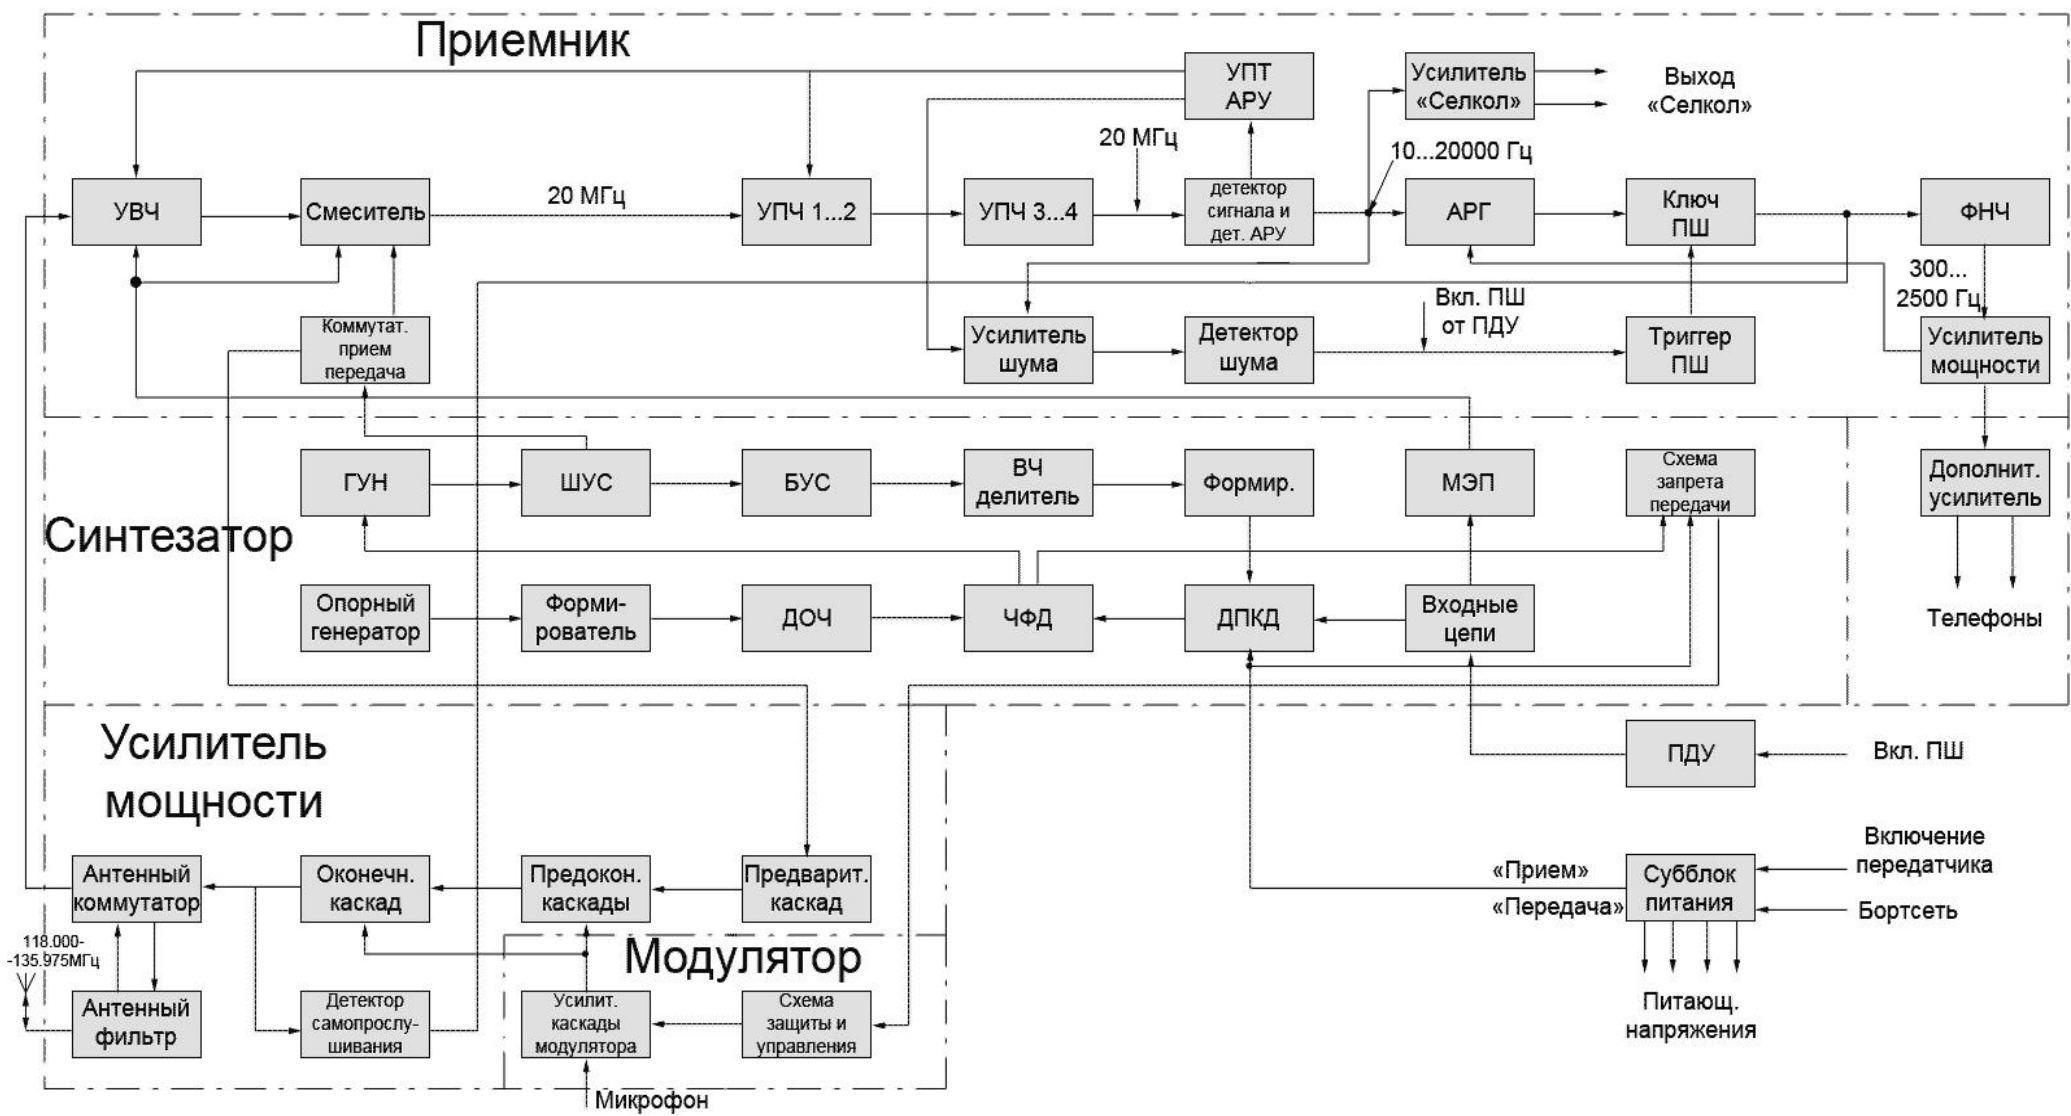 Приемник
УПТ
АРУ
Усилитель
«Селкол»
Выход
«Селкол»
20 МГц
10...20000 Гц
УВЧ
Смеситель
20 МГц
УПЧ 1...2
УПЧ 3...4
детектор
сигнала и
дет. АРУ
АРГ
Ключ
ПШ
ФНЧ
300...
2500 Гц
Вкл. ПШ
от ПДУ
Коммутат.
прием
передача
Усилитель
шума
Детектор
шума
Триггер
ПШ
Усилитель
мощности
Синтезатор
ГУН
ШУС
БУС
ВЧ
делитель
Формир.
МЭП
Схема
запрета
передачи
Дополнит.
усилитель
Опорный
генератор
Форми-
рователь
ДОЧ
ЧФД
ДПКД
Входные
цепи
Телефоны
Усилитель
мощности
ПДУ
Вкл. ПШ
Антенный
коммутатор
Оконечн.
каскад
Предокон.
каскады
Предварит.
каскад
«Прием»
«Передача»
Субблок
питания
Включение
передатчика
Бортсеть
118.000-
-135.975МГц
Модулятор
Антенный
фильтр
Детектор
самопрослу-
шивания
Усилит.
каскады
модулятора
Схема
защиты и
управления
Питающ.
напряжения
Микрофон